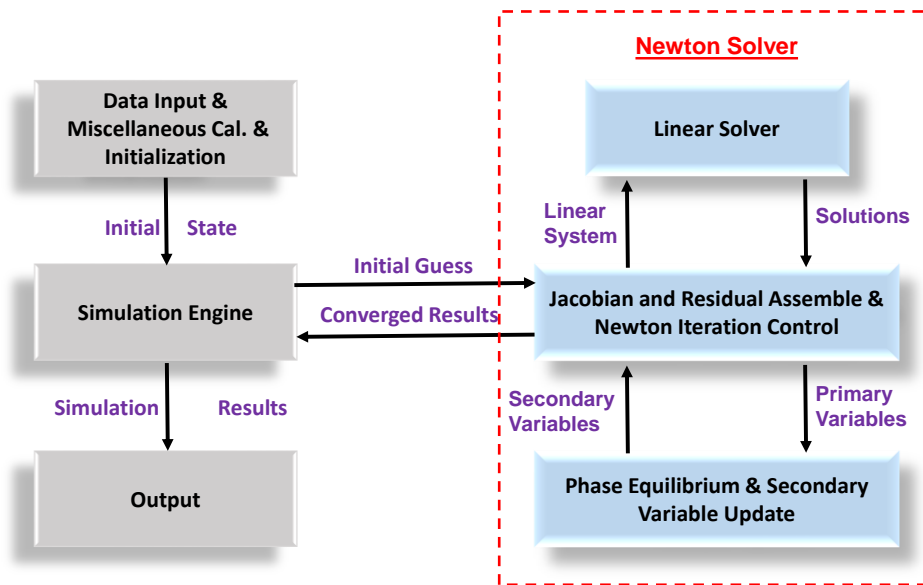 Newton Solver
Data Input &
Miscellaneous Cal. &
Initialization
Linear Solver
Initial State
Linear
System
Solutions
Initial Guess
Simulation Engine
Converged Results
Jacobian and Residual Assemble &
Newton Iteration Control
Simulation Results
Secondary
Variables
Primary
Variables
Output
Phase Equilibrium & Secondary
Variable Update